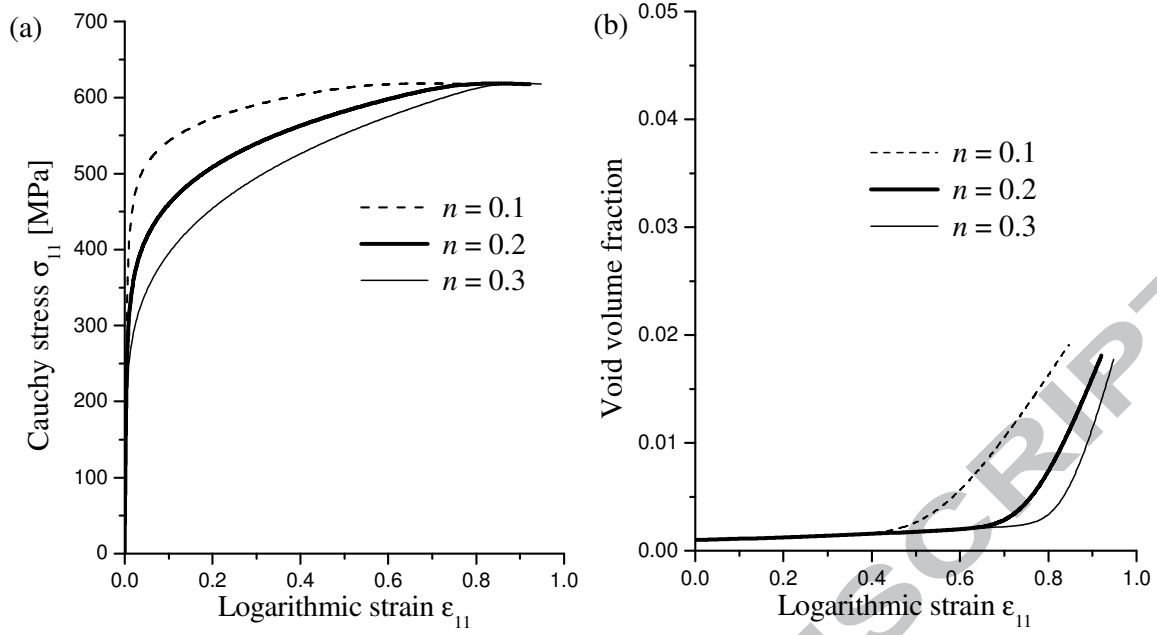 (a)
700
600
500
400
300
200
100
0
Cauchy stress σ11 [MPa]
n = 0.1
n = 0.2
n = 0.3
0.0 0.2 0.4 0.6 0.8 1.0
Logarithmic strain ε11
(b)
0.05
0.04
0.03
0.02
0.01
0.00
Void volume fraction
n = 0.1
n = 0.2
n = 0.3
0.0 0.2 0.4 0.6 0.8 1.0
Logarithmic strain ε11
USCRIPT